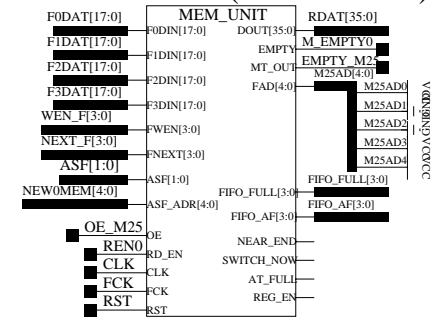 MEM_UNIT
F0DAT[17:0]
F0DIN[17:0]
F1DAT[17:0]
F1DIN[17:0]
F2DAT[17:0]
F2DIN[17:0]
F3DAT[17:0]
F3DIN[17:0]
WEN_F[3:0]
FWEN[3:0]
NEXT_F[3:0]
FNEXT[3:0]
ASF[1:0]
ASF[1:0]
NEW0MEM[4:0]
ASF_ADR[4:0]
OE_M25
OE
REN0
RD_EN
CLK
CLK
FCK
FCK
RST
RST
RDAT[35:0]
DOUT[35:0]
M_EMPTY0
EMPTY
EMPTY_M25
MT_OUT
M25AD[4:0]
FAD[4:0]
M25AD0
M25AD1
M25AD2
M25AD3
M25AD4
FIFO_FULL[3:0]
FIFO_FULL[3:0]
FIFO_AF[3:0]
FIFO_AF[3:0]
NEAR_END
SWITCH_NOW
AT_FULL
REG_EN